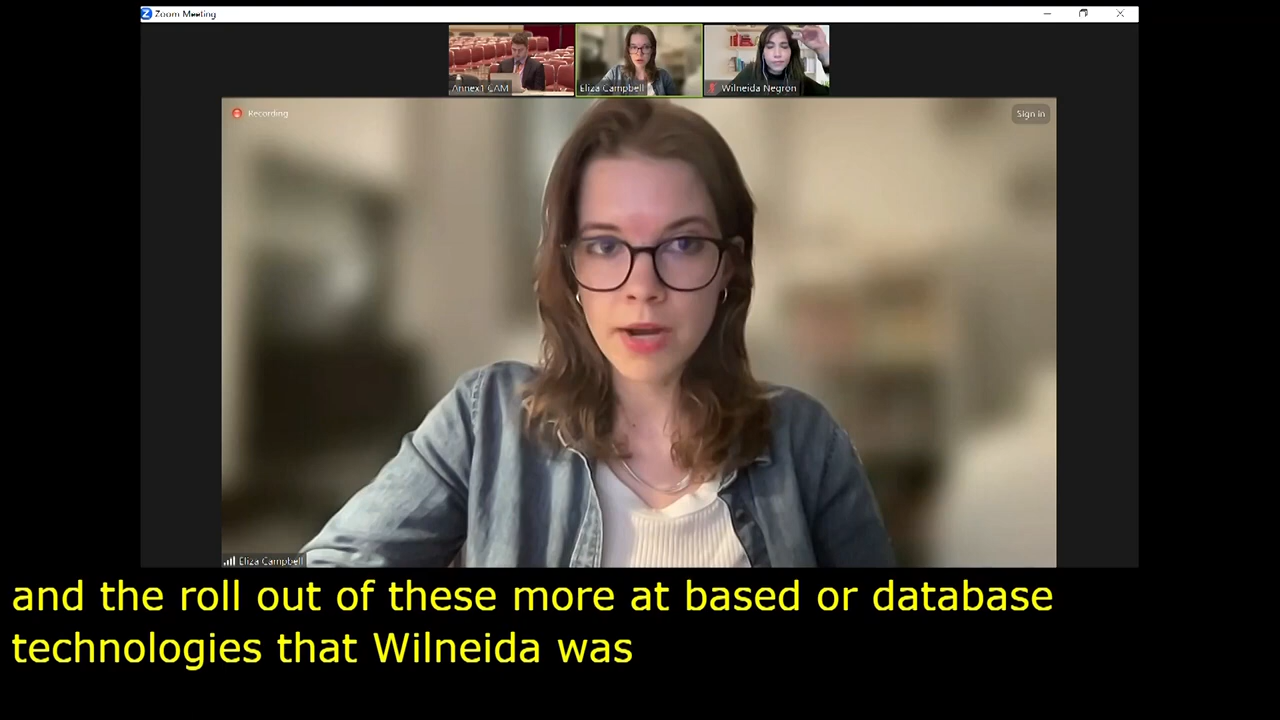 Zoom Meeting
Annex1 CAM
Eliza Campbell
Wilneida Negrón
Recording
Sign in
Eliza Campbell
and the roll out of these more at based or database
technologies that Wilneida was